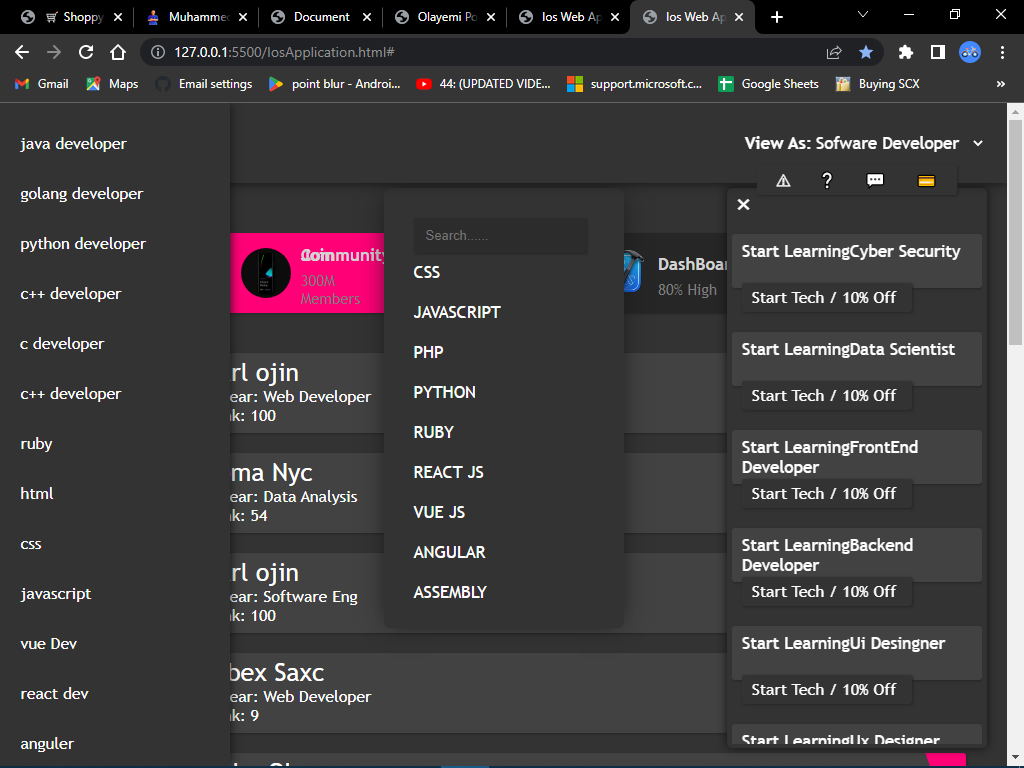 Shoppy
Muhammed
Document
Olayemi Po
Ios Web Ap
Ios Web Ap
127.0.0.1:5500/IosApplication.html#
Gmail
Maps
Email settings
point blur - Androi...
44: (UPDATED VIDE...
support.microsoft.c...
Google Sheets
Buying SCX
»
java developer
golang developer
python developer
c++ developer
c developer
c++ developer
ruby
html
css
javascript
vue Dev
react dev
anguler
View As: Sofware Developer
Community
Join
300M
Members
DashBoar
80% High
rl ojin
ear: Web Developer
nk: 100
ma Nyc
ear: Data Analysis
nk: 54
rl ojin
ear: Software Eng
nk: 100
bex Saxc
ear: Web Developer
nk: 9
Search......
CSS
JAVASCRIPT
PHP
PYTHON
RUBY
REACT JS
VUE JS
ANGULAR
ASSEMBLY
Start LearningCyber Security
Start Tech / 10% Off
Start LearningData Scientist
Start Tech / 10% Off
Start LearningFrontEnd
Developer
Start Tech / 10% Off
Start LearningBackend
Developer
Start Tech / 10% Off
Start LearningUi Desingner
Start Tech / 10% Off
Start LearningUx Designer